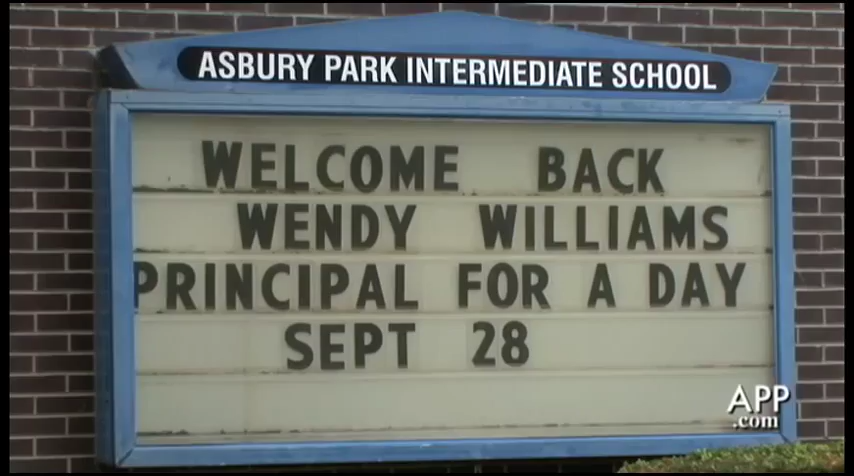 ASBURY PARK INTERMEDIATE SCHOOL
WELCOME BACK
WENDY WILLIAMS
PRINCIPAL FOR A DAY
SEPT 28
APP
.com